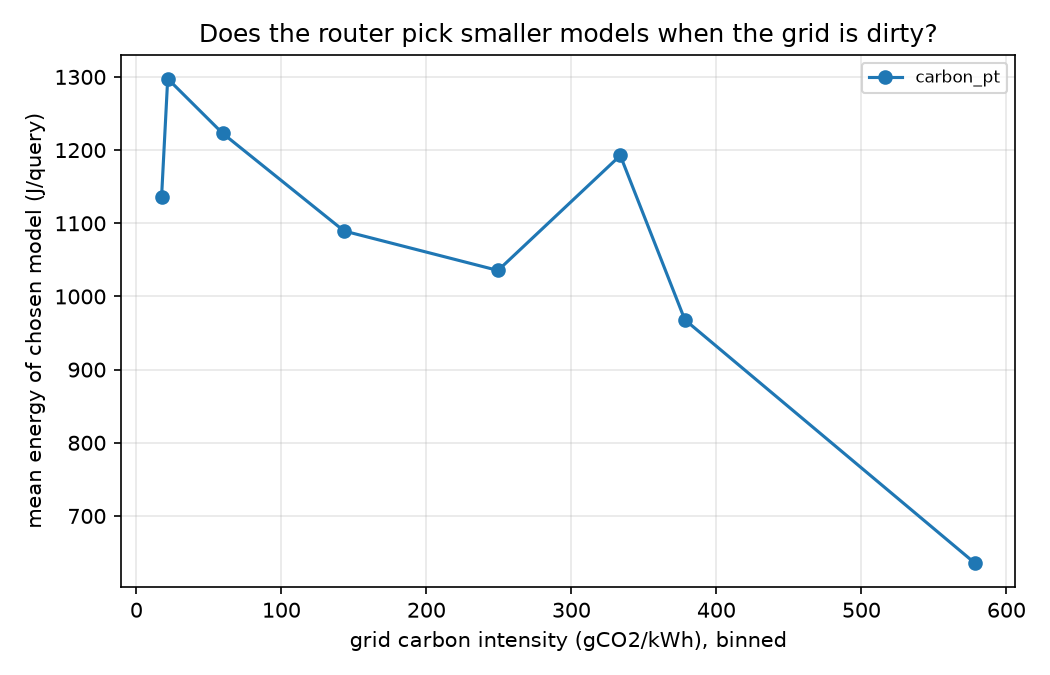 Does the router pick smaller models when the grid is dirty?
carbon_pt
1300
1200
1100
1000
900
800
700
mean energy of chosen model (J/query)
0 100 200 300 400 500 600
grid carbon intensity (gCO2/kWh), binned